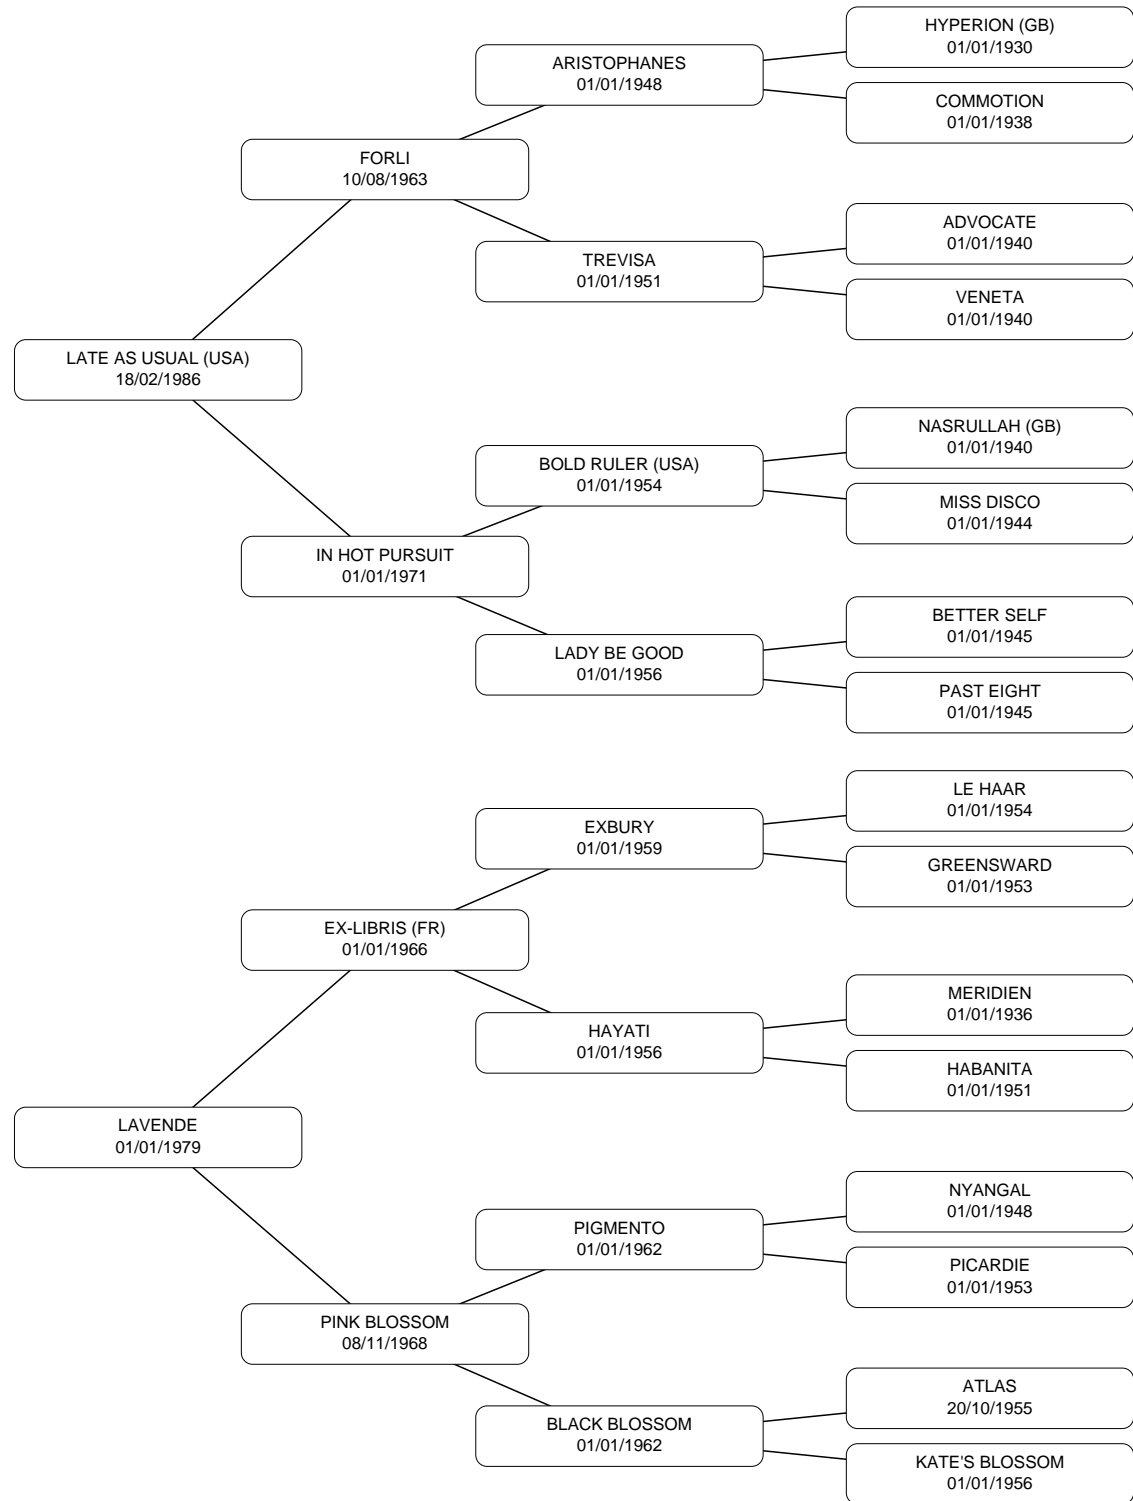 HYPERION (GB)
01/01/1930
ARISTOPHANES
01/01/1948
COMMOTION
01/01/1938
FORLI
10/08/1963
ADVOCATE
01/01/1940
TREVISA
01/01/1951
VENETA
01/01/1940
LATE AS USUAL (USA)
18/02/1986
NASRULLAH (GB)
01/01/1940
BOLD RULER (USA)
01/01/1954
MISS DISCO
01/01/1944
IN HOT PURSUIT
01/01/1971
BETTER SELF
01/01/1945
LADY BE GOOD
01/01/1956
PAST EIGHT
01/01/1945
LE HAAR
01/01/1954
EXBURY
01/01/1959
GREENSWARD
01/01/1953
EX-LIBRIS (FR)
01/01/1966
MERIDIEN
01/01/1936
HAYATI
01/01/1956
HABANITA
01/01/1951
LAVENDE
01/01/1979
NYANGAL
01/01/1948
PIGMENTO
01/01/1962
PICARDIE
01/01/1953
PINK BLOSSOM
08/11/1968
ATLAS
20/10/1955
BLACK BLOSSOM
01/01/1962
KATE'S BLOSSOM
01/01/1956